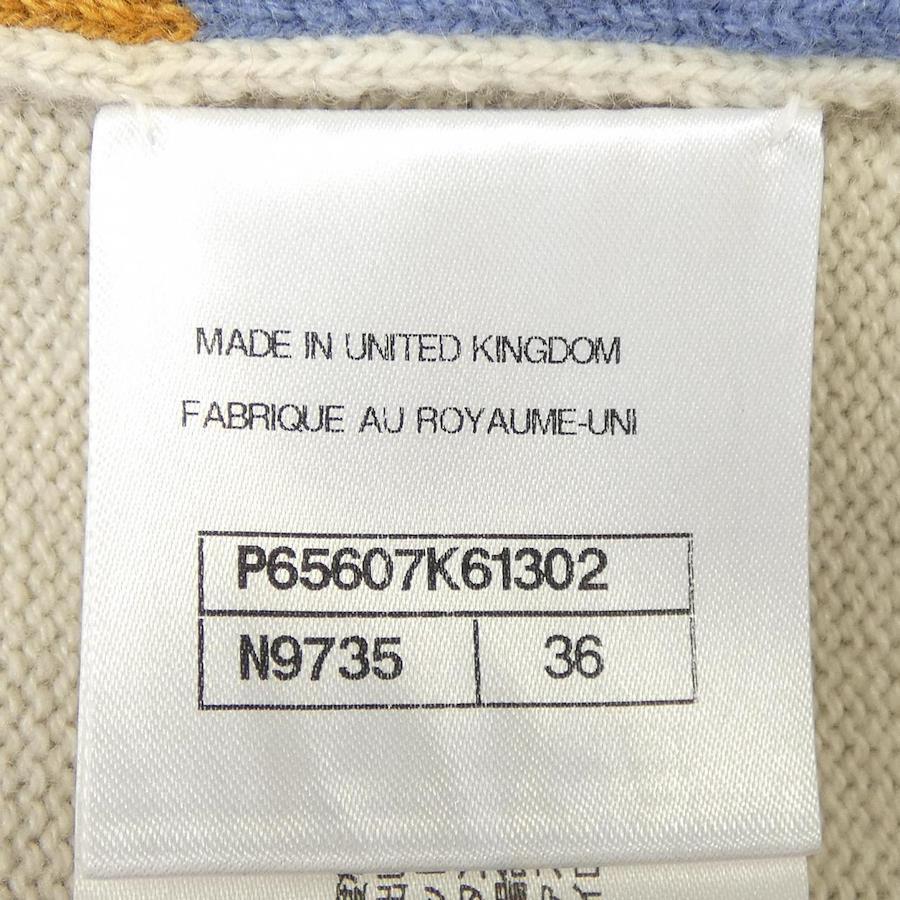 MADE IN UNITED KINGDOM
FABRIQUE AU ROYAUME-UNI
P65607K61302
N9735 36